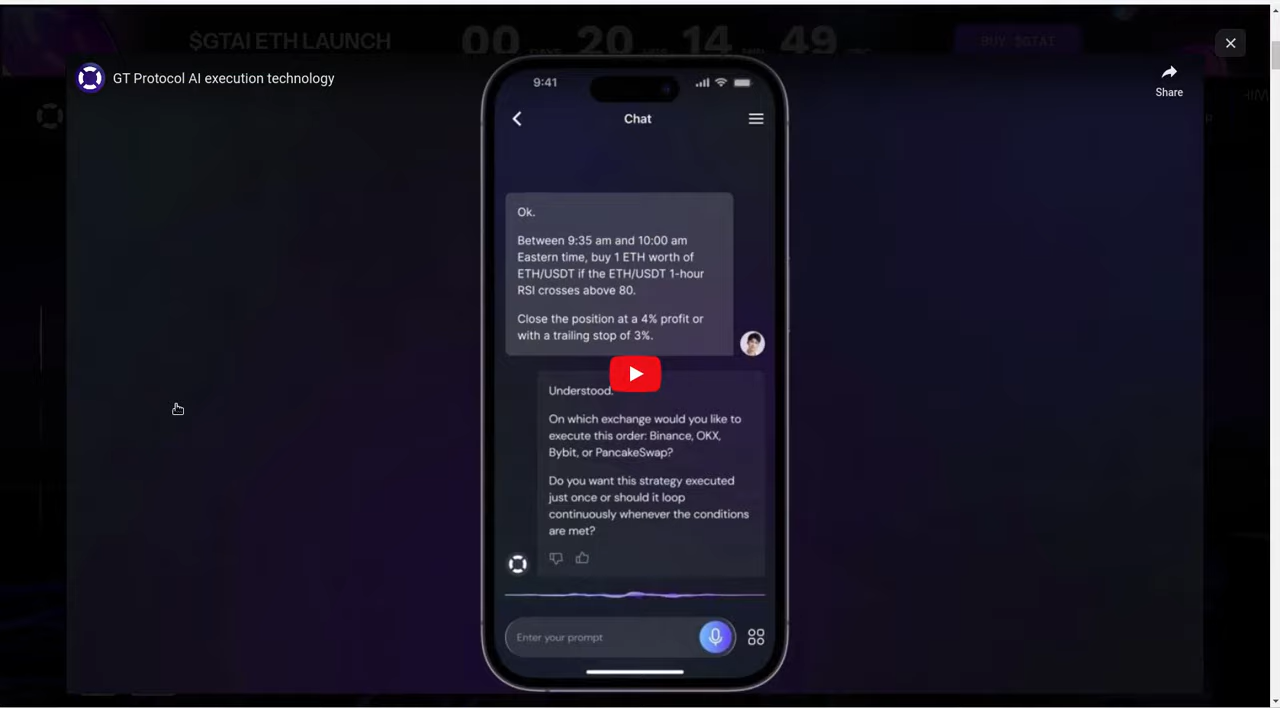 $GTAI ETH LAUNCH
00 DAYS 20 HRS 14 MIN 49 SEC
BUY $GTAI
GT Protocol AI execution technology
Share
9:41
Chat
Ok.
Between 9:35 am and 10:00 am
Eastern time, buy 1 ETH worth of
ETH/USDT if the ETH/USDT 1-hour
RSI crosses above 80.
Close the position at a 4% profit or
with a trailing stop of 3%.
Understood.
On which exchange would you like to
execute this order: Binance, OKX,
Bybit, or PancakeSwap?
Do you want this strategy executed
just once or should it loop
continuously whenever the conditions
are met?
Enter your prompt